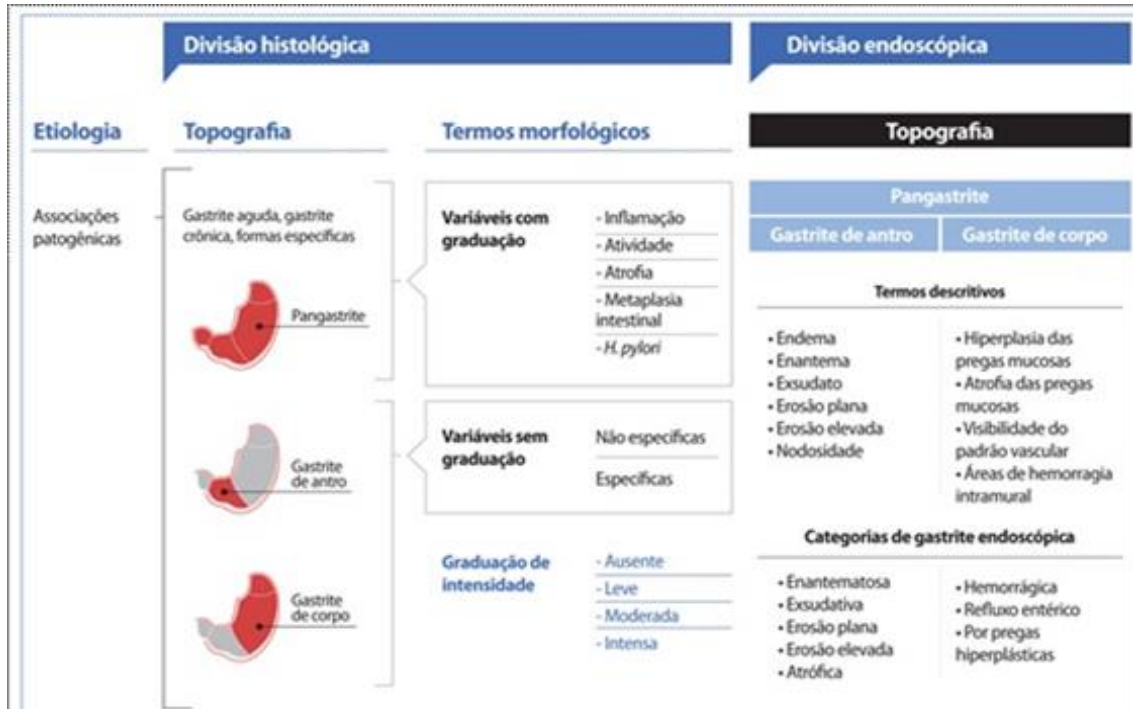 Divisão histológica
Divisão endoscópica
Etiologia
Topografia
Termos morfológicos
Topografia
Associações
patogênicas
Gastrite aguda, gastrite
crônica, formas específicas
Pangastrite
Gastrite
de antro
Gastrite
de corpo
Variáveis com
graduação
- Inflamação
- Atividade
- Atrofia
- Metaplasia
intestinal
- H. pylori
Variáveis sem
graduação
Não específicas
Específicas
Graduação de
intensidade
- Ausente
- Leve
- Moderada
- Intensa
Pangastrite
Gastrite de antro
Gastrite de corpo
Termos descritivos
• Endema
• Enantema
• Exsudato
• Erosão plana
• Erosão elevada
• Nodosidade
• Hiperplasia das
pregas mucosas
• Atrofia das pregas
mucosas
• Visibilidade do
padrão vascular
• Áreas de hemorragia
intramural
Categorias de gastrite endoscópica
• Enantematosa
• Exsudativa
• Erosão plana
• Erosão elevada
• Atrófica
• Hemorrágica
• Refluxo entérico
• Por pregas
hiperplásticas